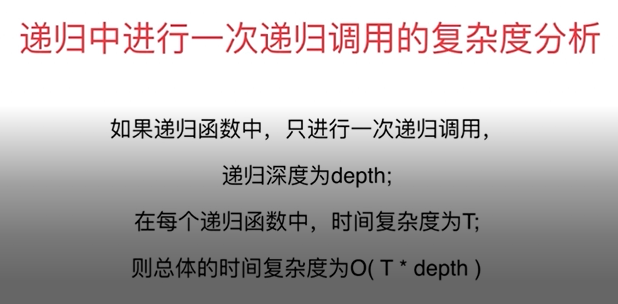 递归中进行一次递归调用的复杂度分析
如果递归函数中，只进行一次递归调用，
递归深度为depth;
在每个递归函数中，时间复杂度为T;
则总体的时间复杂度为O( T * depth )